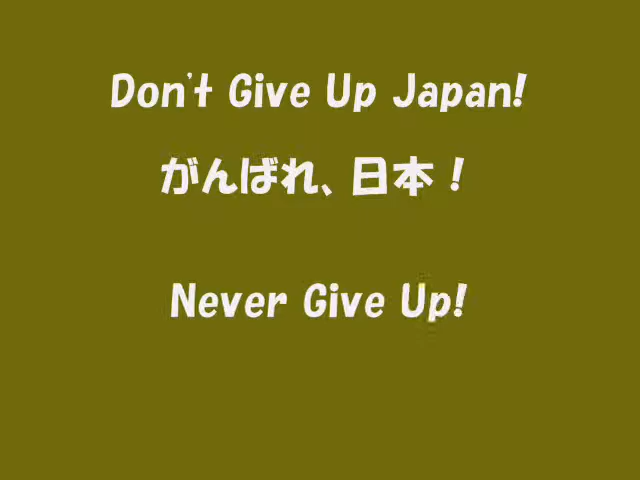 Don't Give Up Japan!
がんばれ、日本！
Never Give Up!